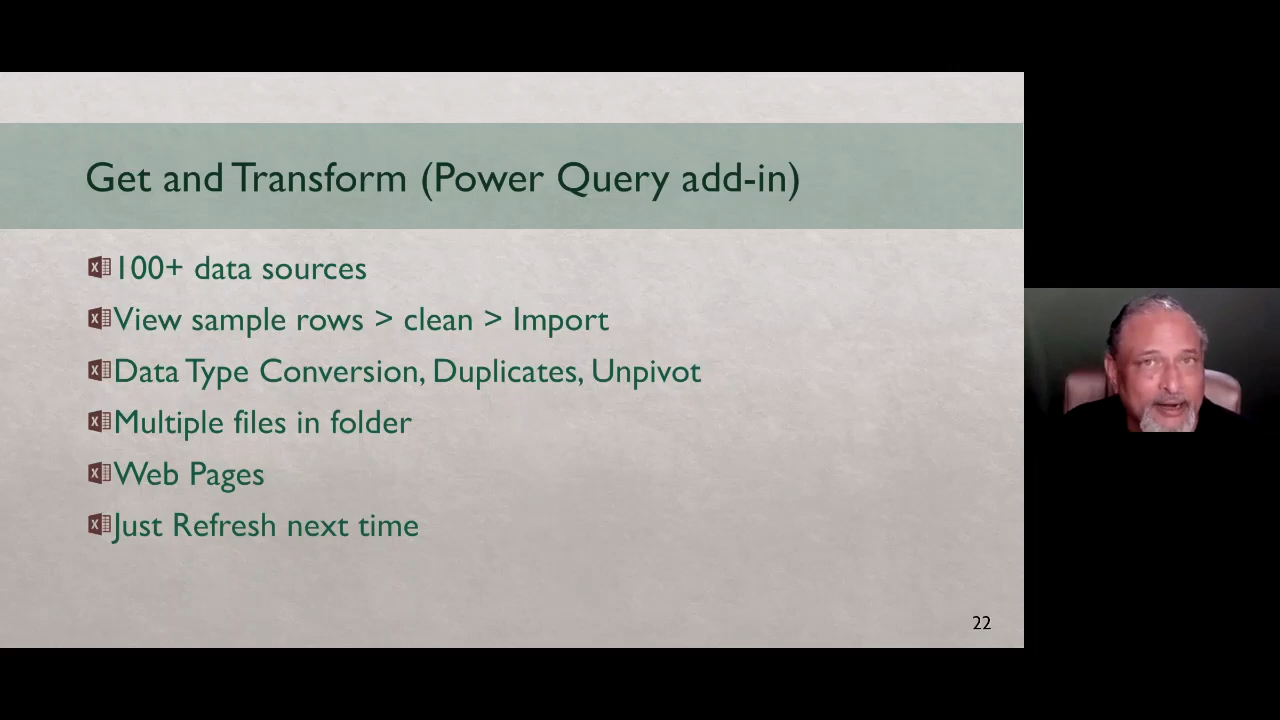 Get and Transform (Power Query add-in)
100+ data sources
View sample rows > clean > Import
Data Type Conversion, Duplicates, Unpivot
Multiple files in folder
Web Pages
Just Refresh next time
22